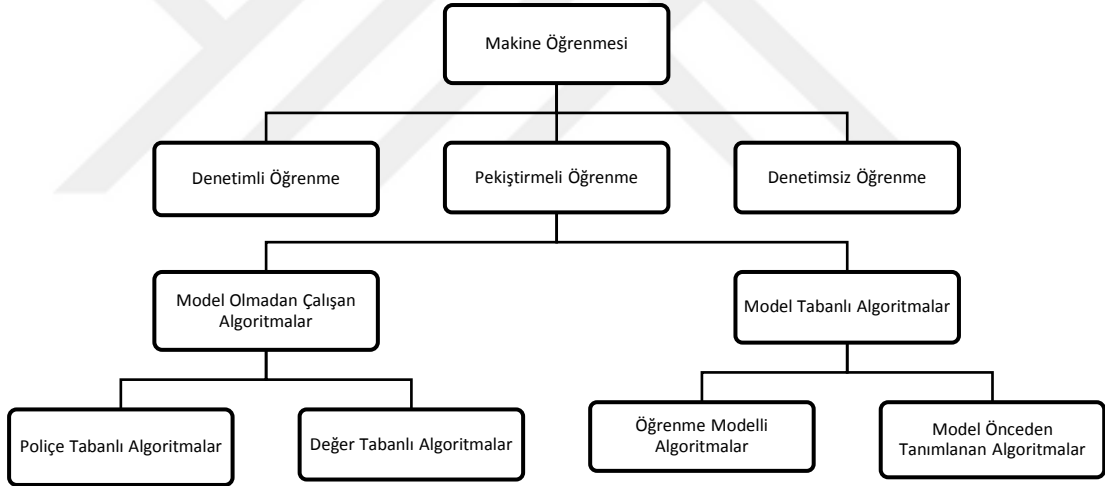 Makine Öğrenmesi
Denetimli Öğrenme
Pekiştirmeli Öğrenme
Denetimsiz Öğrenme
Model Olmadan Çalışan
Algoritmalar
Model Tabanlı Algoritmalar
Poliçe Tabanlı Algoritmalar
Değer Tabanlı Algoritmalar
Öğrenme Modelli
Algoritmalar
Model Önceden
Tanımlanan Algoritmalar